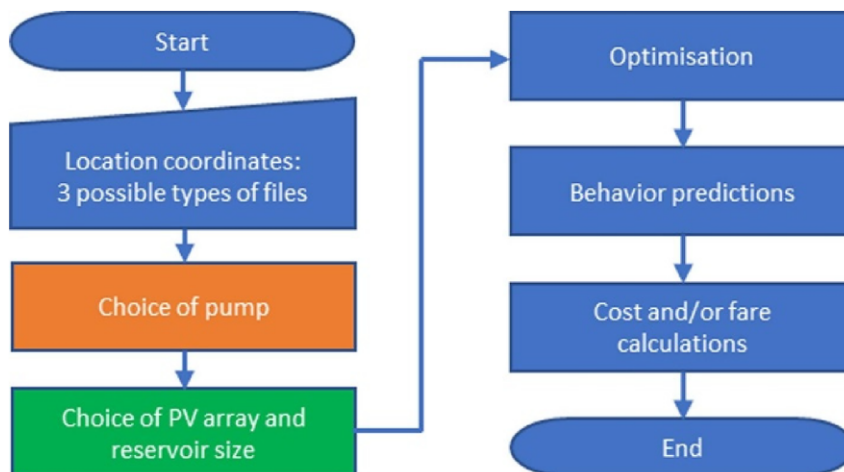 Start
Location coordinates:
3 possible types of files
Choice of pump
Choice of PV array and
reservoir size
Optimisation
Behavior predictions
Cost and/or fare
calculations
End